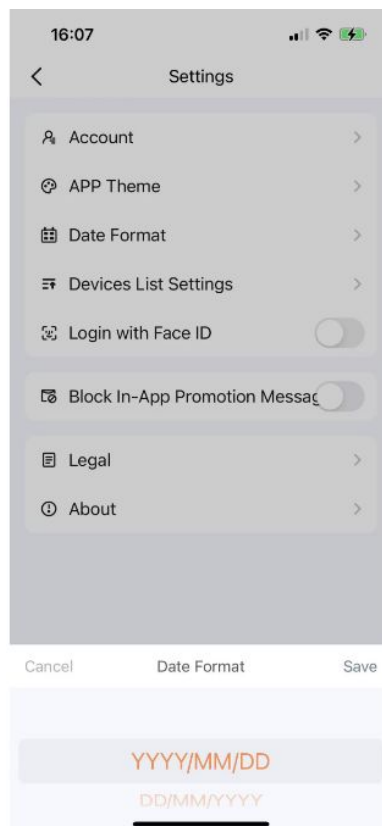 16:07
Settings
Account
APP Theme
Date Format
Devices List Settings
Login with Face ID
Block In-App Promotion Messag
Legal
About
Cancel Date Format Save
YYYY/MM/DD
DD/MM/YYYY